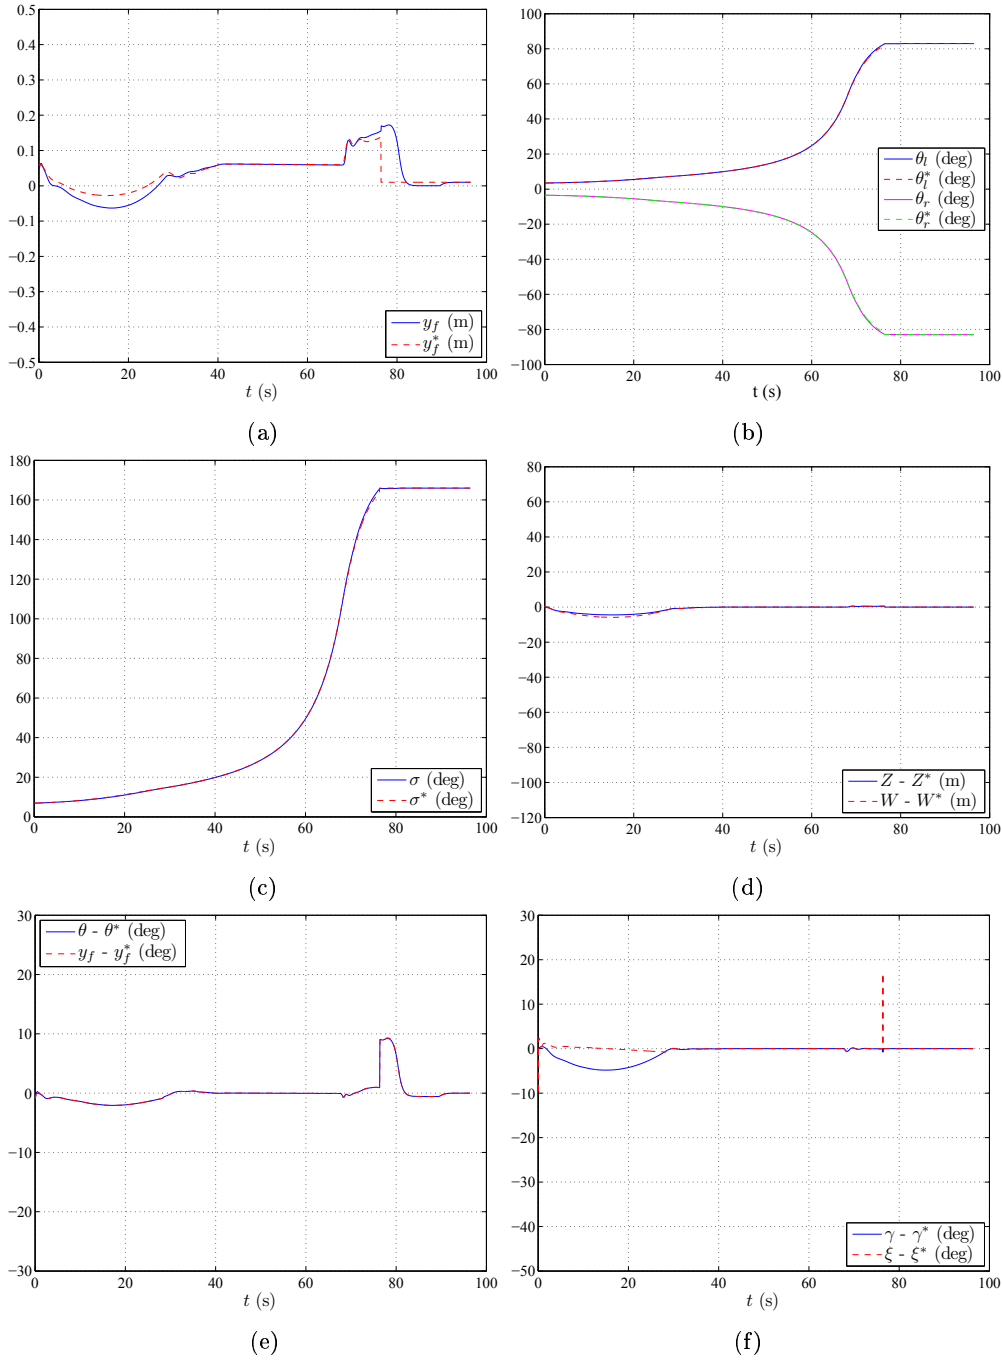 0.5
0.4
0.3
0.2
0.1
0
−0.1
−0.2
−0.3
−0.4
−0.5
0 20 40 60 80 100
y_f (m)
y_f^* (m)
t (s)
(a)
100
80
60
40
20
0
−20
−40
−60
−80
−100
0 20 40 60 80 100
θ_l (deg)
θ_l^* (deg)
θ_r (deg)
θ_r^* (deg)
t (s)
(b)
180
160
140
120
100
80
60
40
20
0
0 20 40 60 80 100
σ (deg)
σ^* (deg)
t (s)
(c)
80
60
40
20
0
−20
−40
−60
−80
−100
−120
0 20 40 60 80 100
Z - Z^* (m)
W - W^* (m)
t (s)
(d)
30
20
10
0
−10
−20
−30
0 20 40 60 80 100
θ - θ^* (deg)
y_f - y_f^* (deg)
t (s)
(e)
30
20
10
0
−10
−20
−30
−40
−50
0 20 40 60 80 100
γ - γ^* (deg)
ξ - ξ^* (deg)
t (s)
(f)